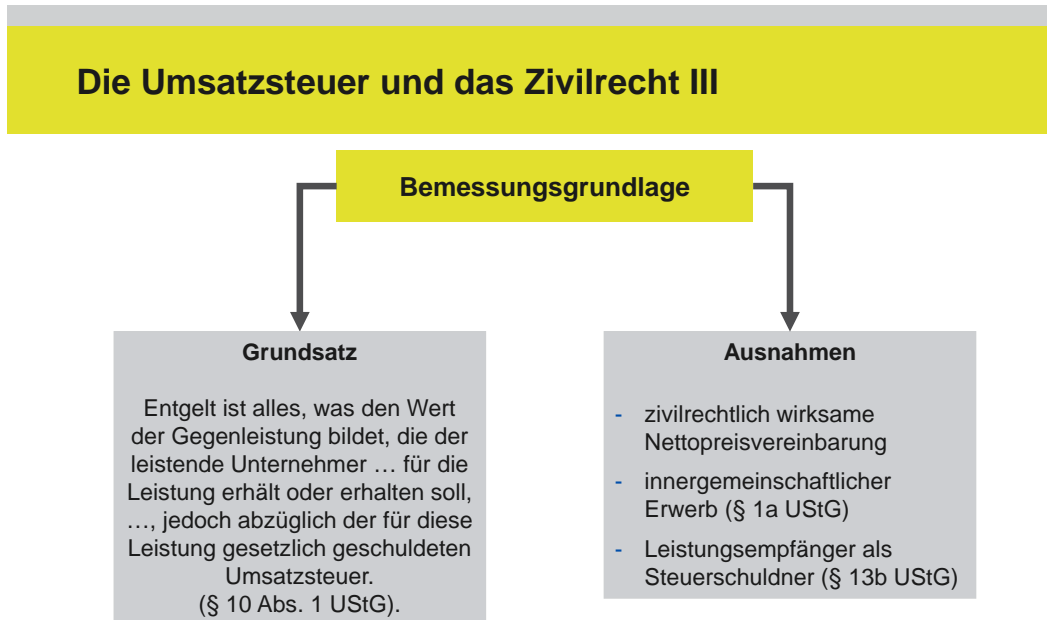 Die Umsatzsteuer und das Zivilrecht III
Bemessungsgrundlage
Grundsatz
Entgelt ist alles, was den Wert
der Gegenleistung bildet, die der
leistende Unternehmer … für die
Leistung erhält oder erhalten soll,
…, jedoch abzüglich der für diese
Leistung gesetzlich geschuldeten
Umsatzsteuer.
(§ 10 Abs. 1 UStG).
Ausnahmen
- zivilrechtlich wirksame
Nettopreisvereinbarung
- innergemeinschaftlicher
Erwerb (§ 1a UStG)
- Leistungsempfänger als
Steuerschuldner (§ 13b UStG)